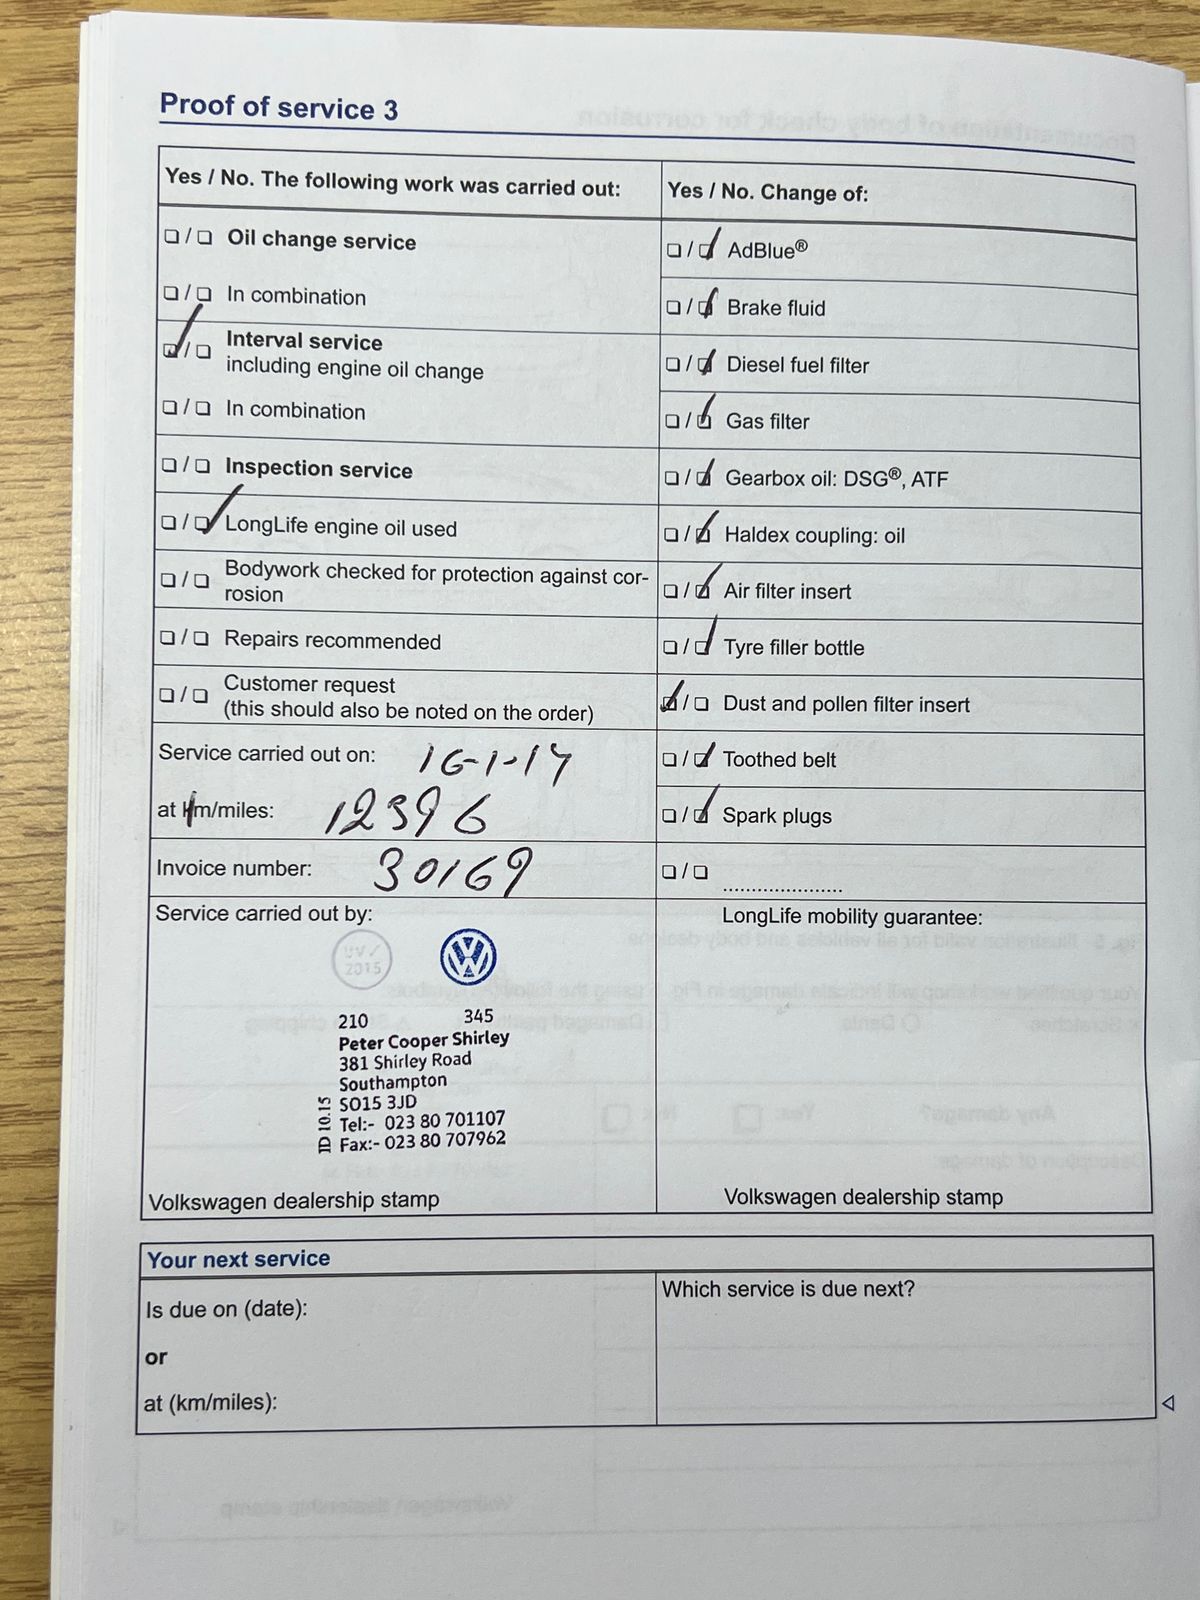 Proof of service 3
Yes / No. The following work was carried out:
Oil change service
In combination
Interval service
including engine oil change
In combination
Inspection service
LongLife engine oil used
Bodywork checked for protection against cor-
rosion
Repairs recommended
Customer request
(this should also be noted on the order)
Service carried out on: 16-1-17
at km/miles: 12396
Invoice number: 30169
Service carried out by:
UV
2015
210 345
Peter Cooper Shirley
381 Shirley Road
Southampton
SO15 3JD
Tel:- 023 80 701107
Fax:- 023 80 707962
ID 10.15
Volkswagen dealership stamp
Yes / No. Change of:
AdBlue®
Brake fluid
Diesel fuel filter
Gas filter
Gearbox oil: DSG®, ATF
Haldex coupling: oil
Air filter insert
Tyre filler bottle
Dust and pollen filter insert
Toothed belt
Spark plugs
LongLife mobility guarantee:
Volkswagen dealership stamp
Your next service
Is due on (date):
or
at (km/miles):
Which service is due next?